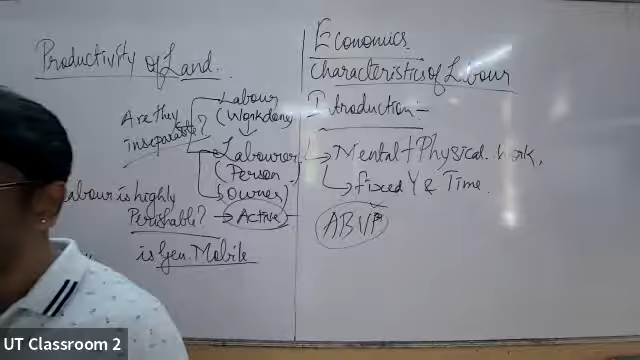 Productivity of Land.
Are they
inseparable?
Labour
(Workdone)
Labourer
(Person
Owner)
Labour is highly
Perishable? → Active
is Gen. Mobile
Economics
Characteristics of Labour
Introduction:-
→ Mental + Physical work,
→ fixed Y & Time.
UT Classroom 2